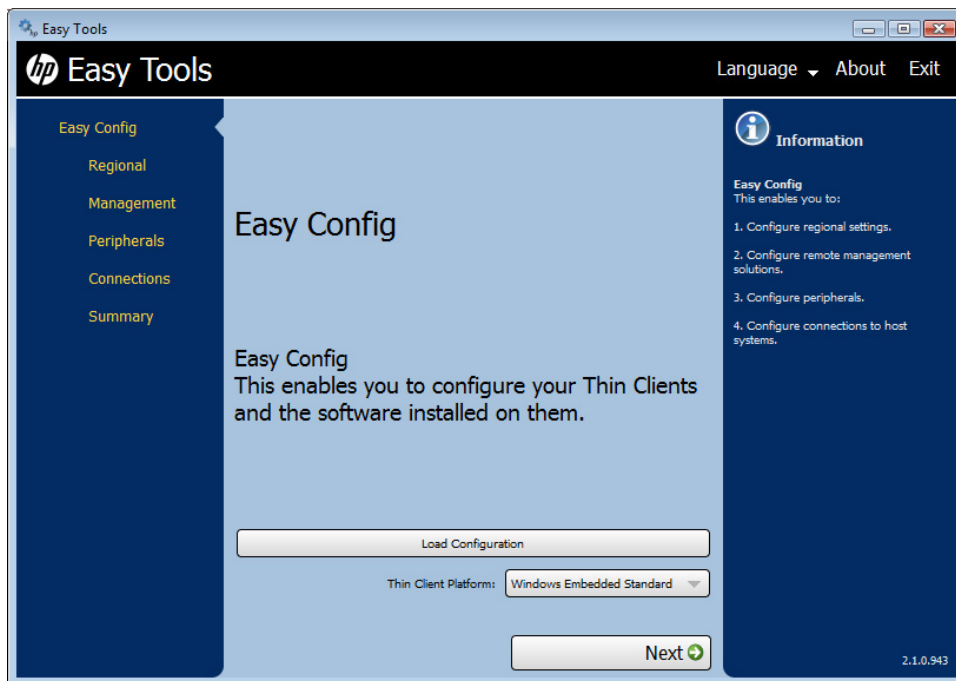 Easy Tools
hp Easy Tools
Language About Exit
Easy Config
Regional
Management
Peripherals
Connections
Summary
Easy Config
Easy Config
This enables you to configure your Thin Clients
and the software installed on them.
Load Configuration
Thin Client Platform: Windows Embedded Standard
Next
Information
Easy Config
This enables you to:
1. Configure regional settings.
2. Configure remote management
solutions.
3. Configure peripherals.
4. Configure connections to host
systems.
2.1.0.943